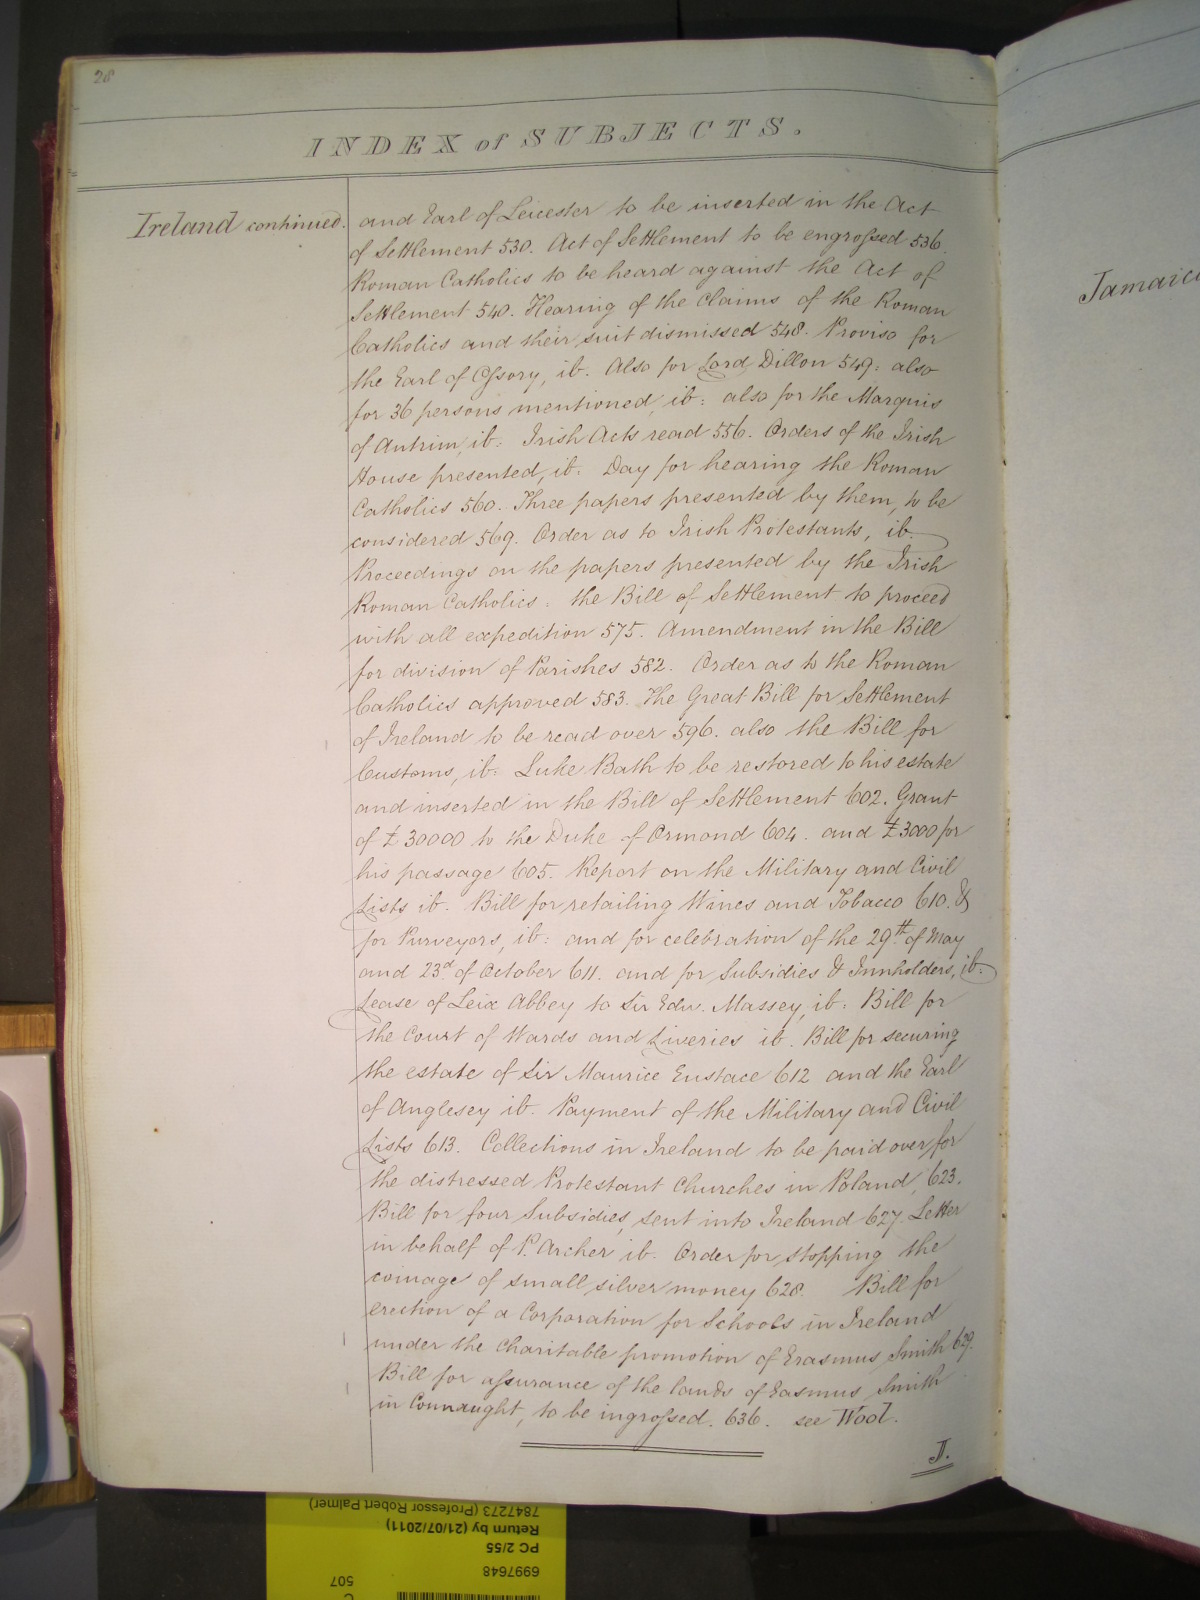 28
INDEX of SUBJECTS.
Ireland continued.
and Earl of Leicester to be inserted in the Act
of Settlement 530. Act of Settlement to be engrossed 536
Roman Catholics to be heard against the Act of
Settlement 540. Hearing of the Claims of the Roman
Catholics and their suit dismissed 548. Proviso for
the Earl of Ossory, ib. Also for Lord Dillon 549: also
for 36 persons mentioned, ib: also for the Marquis
of Antrim, ib. Irish Acts read 556. Orders of the Irish
House presented, ib. Day for hearing the Roman
Catholics 560. Three papers presented by them, to be
considered 569. Order as to Irish Protestants, ib.
Proceedings on the papers presented by the Irish
Roman Catholics: the Bill of Settlement to proceed
with all expedition 575. Amendment in the Bill
for division of Parishes 582. Order as to the Roman
Catholics approved 583. The Great Bill for Settlement
of Ireland to be read over 596. also the Bill for
Customs, ib: Luke Bath to be restored to his estate
and inserted in the Bill of Settlement 602. Grant
of £30000 to the Duke of Ormond 604. and £3000 for
his passage 605. Report on the Military and Civil
Lists ib. Bill for retailing Wines and Tobacco 610. &
for Purveyors, ib: and for celebration of the 29th of May
and 23d of October 611. and for Subsidies & Innholders, ib.
Lease of Leix Abbey to Sir Edw. Massey, ib: Bill for
the Court of Wards and Liveries ib. Bill for securing
the estate of Sir Maurice Eustace 612 and the Earl
of Anglesey ib. Payment of the Military and Civil
Lists 613. Collections in Ireland to be paid over for
the distressed Protestant Churches in Poland, 623.
Bill for four Subsidies, sent into Ireland 627. Letter
in behalf of P. Archer ib. Order for stopping the
coinage of small silver money 628. Bill for
erection of a Corporation for Schools in Ireland
under the charitable promotion of Erasmus Smith 629.
Bill for assurance of the lands of Easmus Smith
in Connaught, to be ingrossed. 636. see Wool.
J.
Jamaica
7847273 (Professor Robert Palmer)
Return by (21/07/2011)
PC 2/55
6997648
507